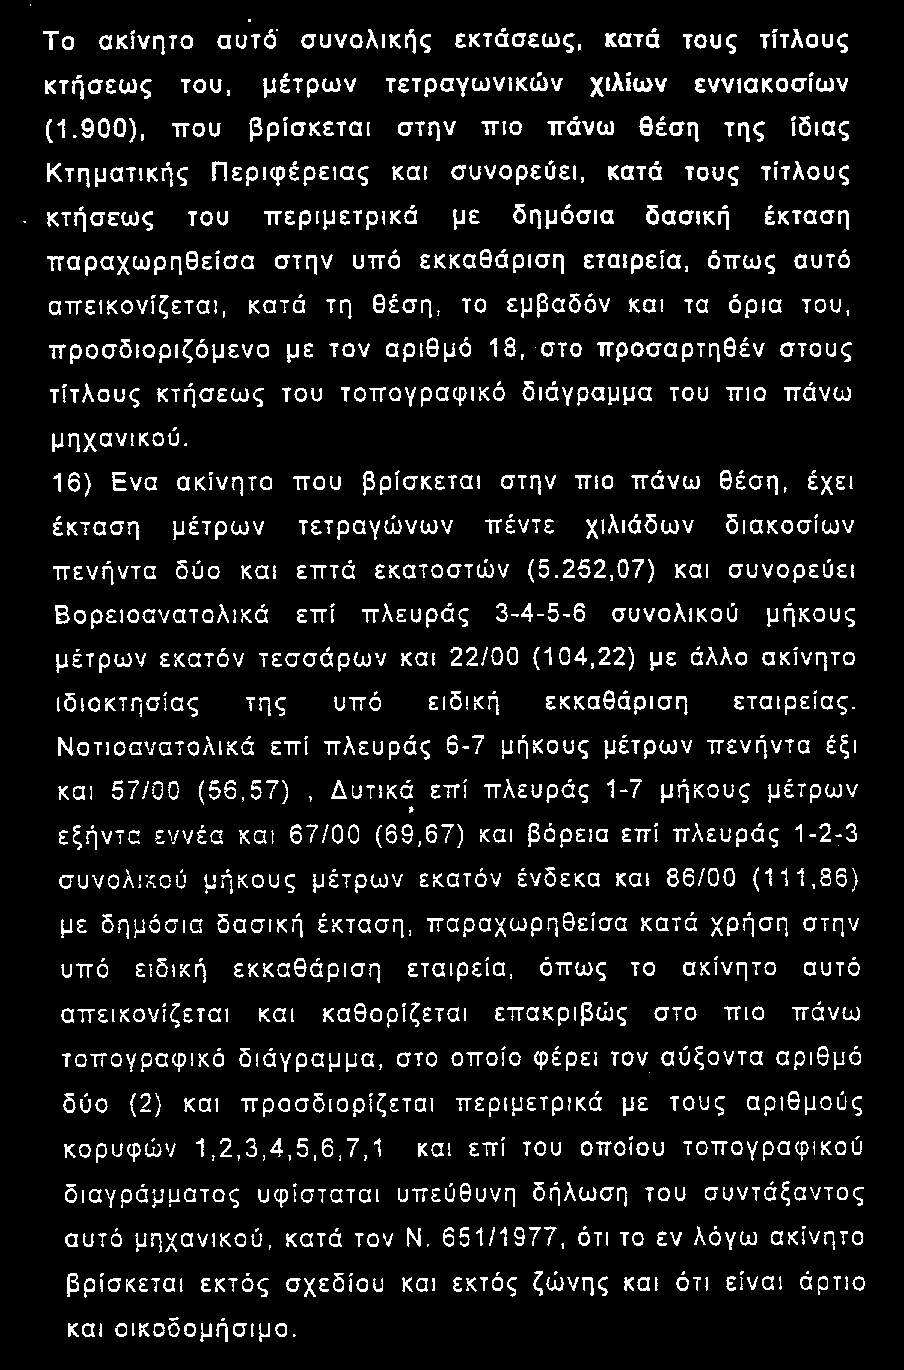 Το ακίνητο αυτό συνολικής εκτάσεως, κατά τους τίτλους
κτήσεως του, μέτρων τετραγωνικών χιλίων εννιακοσίων
(1.900), που βρίσκεται στην πιο πάνω θέση της ίδιας
Κτηματικής Περιφέρειας και συνορεύει, κατά τους τίτλους
κτήσεως του περιμετρικά με δημόσια δασική έκταση
παραχωρηθείσα στην υπό εκκαθάριση εταιρεία, όπως αυτό
απεικονίζεται, κατά τη θέση, το εμβαδόν και τα όρια του,
προσδιοριζόμενο με τον αριθμό 18, στο προσαρτηθέν στους
τίτλους κτήσεως του τοπογραφικό διάγραμμα του πιο πάνω
μηχανικού.
16) Ενα ακίνητο που βρίσκεται στην πιο πάνω θέση, έχει
έκταση μέτρων τετραγώνων πέντε χιλιάδων διακοσίων
πενήντα δύο και επτά εκατοστών (5.252,07) και συνορεύει
Βορειοανατολικά επί πλευράς 3-4-5-6 συνολικού μήκους
μέτρων εκατόν τεσσάρων και 22/00 (104,22) με άλλο ακίνητο
ιδιοκτησίας της υπό ειδική εκκαθάριση εταιρείας.
Νοτιοανατολικά επί πλευράς 6-7 μήκους μέτρων πενήντα έξι
και 57/00 (56,57) , Δυτικά επί πλευράς 1-7 μήκους μέτρων
εξήντα εννέα και 67/00 (69,67) και βόρεια επί πλευράς 1-2-3
συνολικού μήκους μέτρων εκατόν ένδεκα και 86/00 (111,86)
με δημόσια δασική έκταση, παραχωρηθείσα κατά χρήση στην
υπό ειδική εκκαθάριση εταιρεία, όπως το ακίνητο αυτό
απεικονίζεται και καθορίζεται επακριβώς στο πιο πάνω
τοπογραφικό διάγραμμα, στο οποίο φέρει τον αύξοντα αριθμό
δύο (2) και προσδιορίζεται περιμετρικά με τους αριθμούς
κορυφών 1,2,3,4,5,6,7,1 και επί του οποίου τοπογραφικού
διαγράμματος υφίσταται υπεύθυνη δήλωση του συντάξαντος
αυτό μηχανικού, κατά τον Ν. 651/1977, ότι το εν λόγω ακίνητο
βρίσκεται εκτός σχεδίου και εκτός ζώνης και ότι είναι άρτιο
και οικοδομήσιμο.